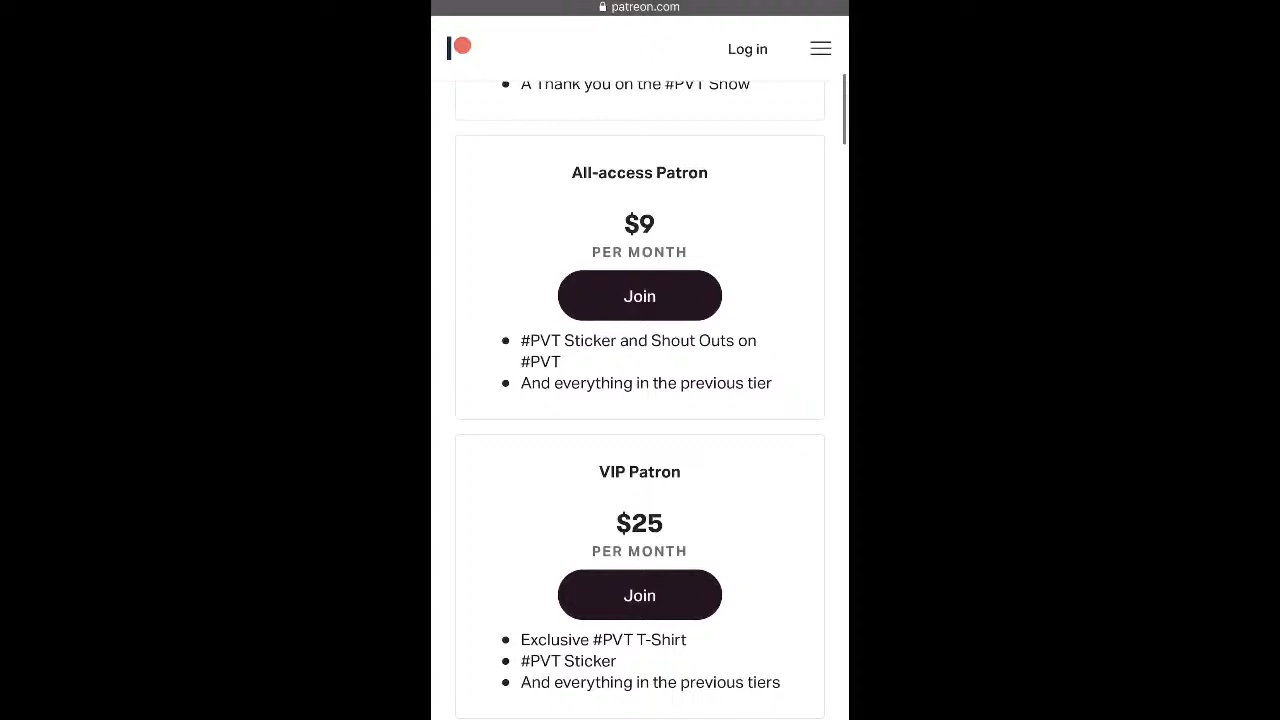 patreon.com
Log in
A Thank you on the #PVT Show
All-access Patron
$9
PER MONTH
Join
#PVT Sticker and Shout Outs on
#PVT
And everything in the previous tier
VIP Patron
$25
PER MONTH
Join
Exclusive #PVT T-Shirt
#PVT Sticker
And everything in the previous tiers